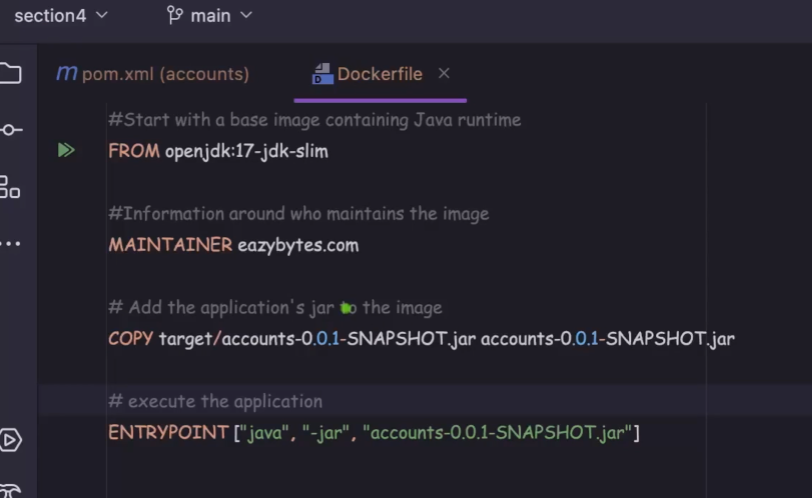 section4 main
m pom.xml (accounts) Dockerfile
#Start with a base image containing Java runtime
FROM openjdk:17-jdk-slim
#Information around who maintains the image
MAINTAINER eazybytes.com
# Add the application's jar to the image
COPY target/accounts-0.0.1-SNAPSHOT.jar accounts-0.0.1-SNAPSHOT.jar
# execute the application
ENTRYPOINT ["java", "-jar", "accounts-0.0.1-SNAPSHOT.jar"]